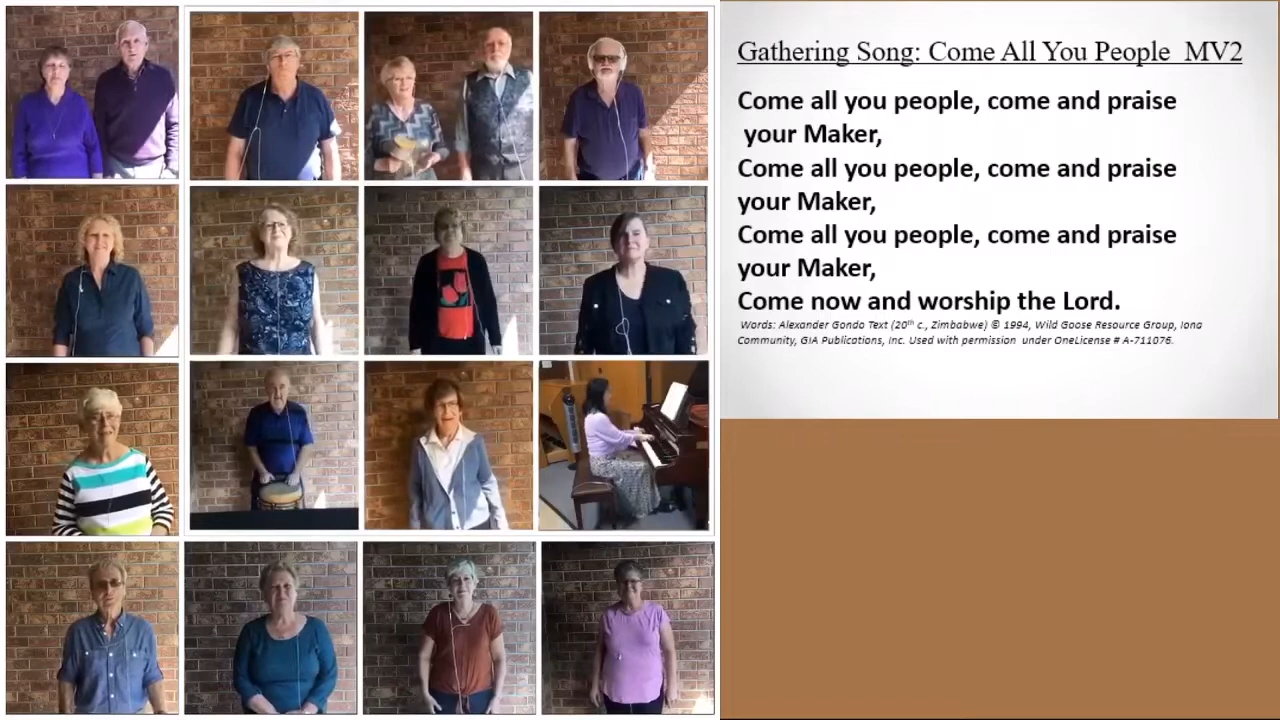 Gathering Song: Come All You People  MV2
Come all you people, come and praise
your Maker,
Come all you people, come and praise
your Maker,
Come all you people, come and praise
your Maker,
Come now and worship the Lord.
Words: Alexander Gondo Text (20th c., Zimbabwe) © 1994, Wild Goose Resource Group, Iona
Community, GIA Publications, Inc. Used with permission  under OneLicense # A-711076.